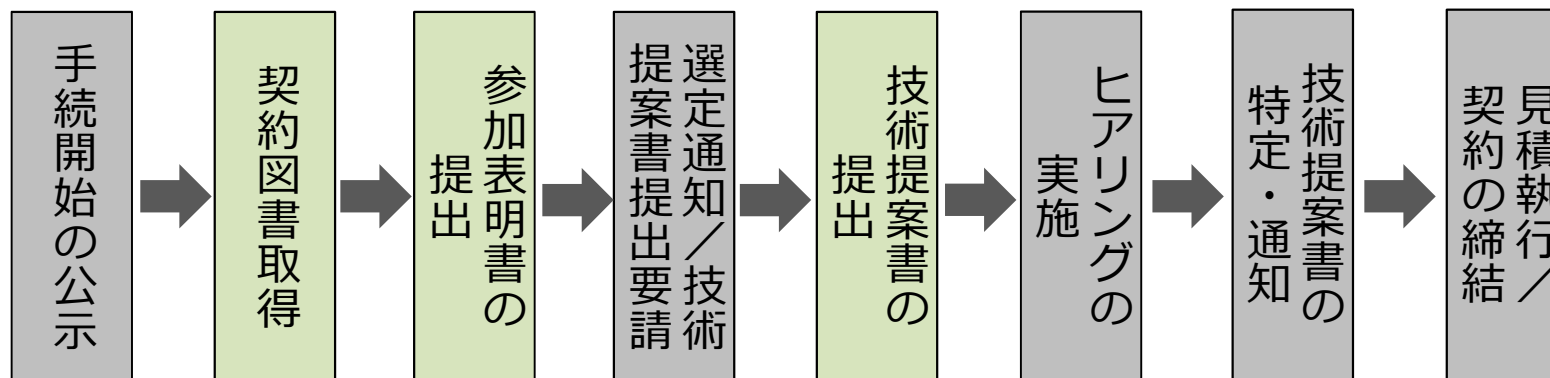 手続開始の公示
契約図書取得
参加表明書の
提出
選定通知／技術
提案書提出要請
技術提案書の
提出
ヒアリングの
実施
技術提案書の
特定・通知
見積執行／
契約の締結